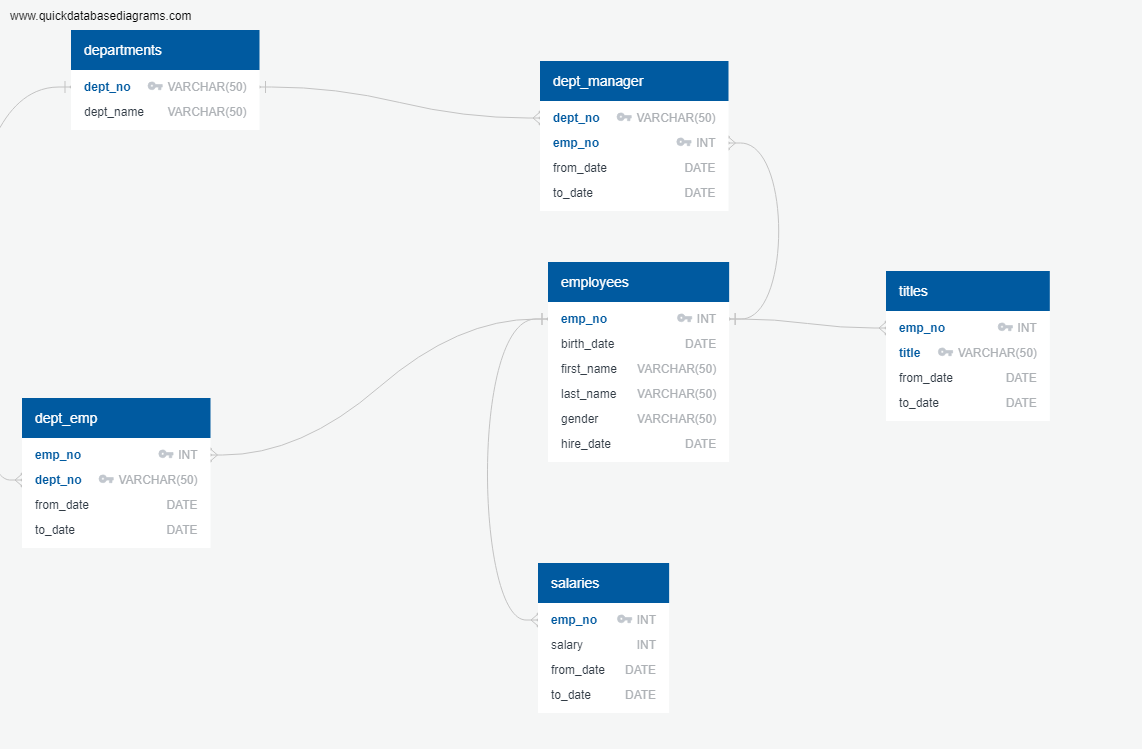 www.quickdatabasediagrams.com
departments
dept_no VARCHAR(50)
dept_name VARCHAR(50)
dept_manager
dept_no VARCHAR(50)
emp_no INT
from_date DATE
to_date DATE
employees
emp_no INT
birth_date DATE
first_name VARCHAR(50)
last_name VARCHAR(50)
gender VARCHAR(50)
hire_date DATE
titles
emp_no INT
title VARCHAR(50)
from_date DATE
to_date DATE
dept_emp
emp_no INT
dept_no VARCHAR(50)
from_date DATE
to_date DATE
salaries
emp_no INT
salary INT
from_date DATE
to_date DATE